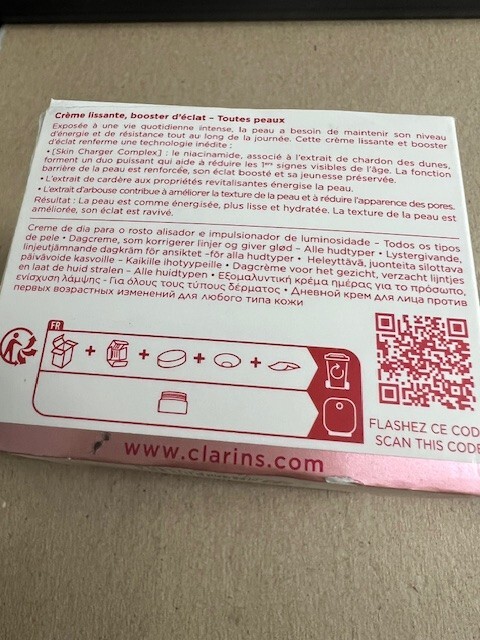 Crème lissante, booster d'éclat – Toutes peaux
Exposée à une vie quotidienne intense, la peau a besoin de maintenir son niveau
d'énergie et de résistance tout au long de la journée. Cette crème lissante et booster
d'éclat renferme une technologie inédite :
• [Skin Charger Complex] : le niacinamide, associé à l'extrait de chardon des dunes,
forment un duo puissant qui aide à réduire les 1ers signes visibles de l'âge. La fonction
barrière de la peau est renforcée, son éclat boosté et sa jeunesse préservée.
• L'extrait de cardère aux propriétés revitalisantes énergise la peau.
• L'extrait d'arbouse contribue à améliorer la texture de la peau et à réduire l'apparence des pores.
Résultat : La peau est comme énergisée, plus lisse et hydratée. La texture de la peau est
améliorée, son éclat est ravivé.
Creme de dia para o rosto alisante e impulsionador de luminosidade – Todos os tipos
de pele • Dagcreme, som korrigerer linjer og giver glød – Alle hudtyper • Lystergivande,
linjeutjämnande dagkräm för ansiktet –för alla hudtyper • Heleyttävä, juonteita silottava
päivävoide kasvoille - Kaikille ihotyypeille • Dagcrème voor het gezicht, verzacht lijntjes
en laat de huid stralen – Alle huidtypen • Εξομαλυντική κρέμα ημέρας για το πρόσωπο,
ενίσχυση λάμψης - Για όλους τους τύπους δέρματος • Дневной крем для лица против
первых возрастных изменений для любого типа кожи
FR
+ + + +
FLASHEZ CE COD
SCAN THIS CODE
www.clarins.com